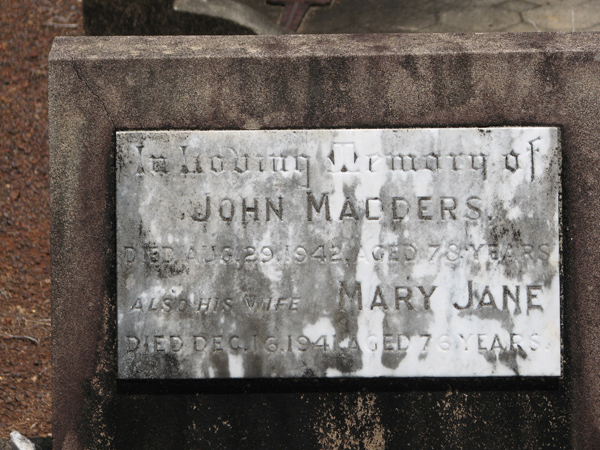 In Loving Memory of
JOHN MADDERS.
DIED AUG. 29, 1942, AGED 78 YEARS
ALSO HIS WIFE MARY JANE
DIED DEC. 16, 1941, AGED 76 YEARS.